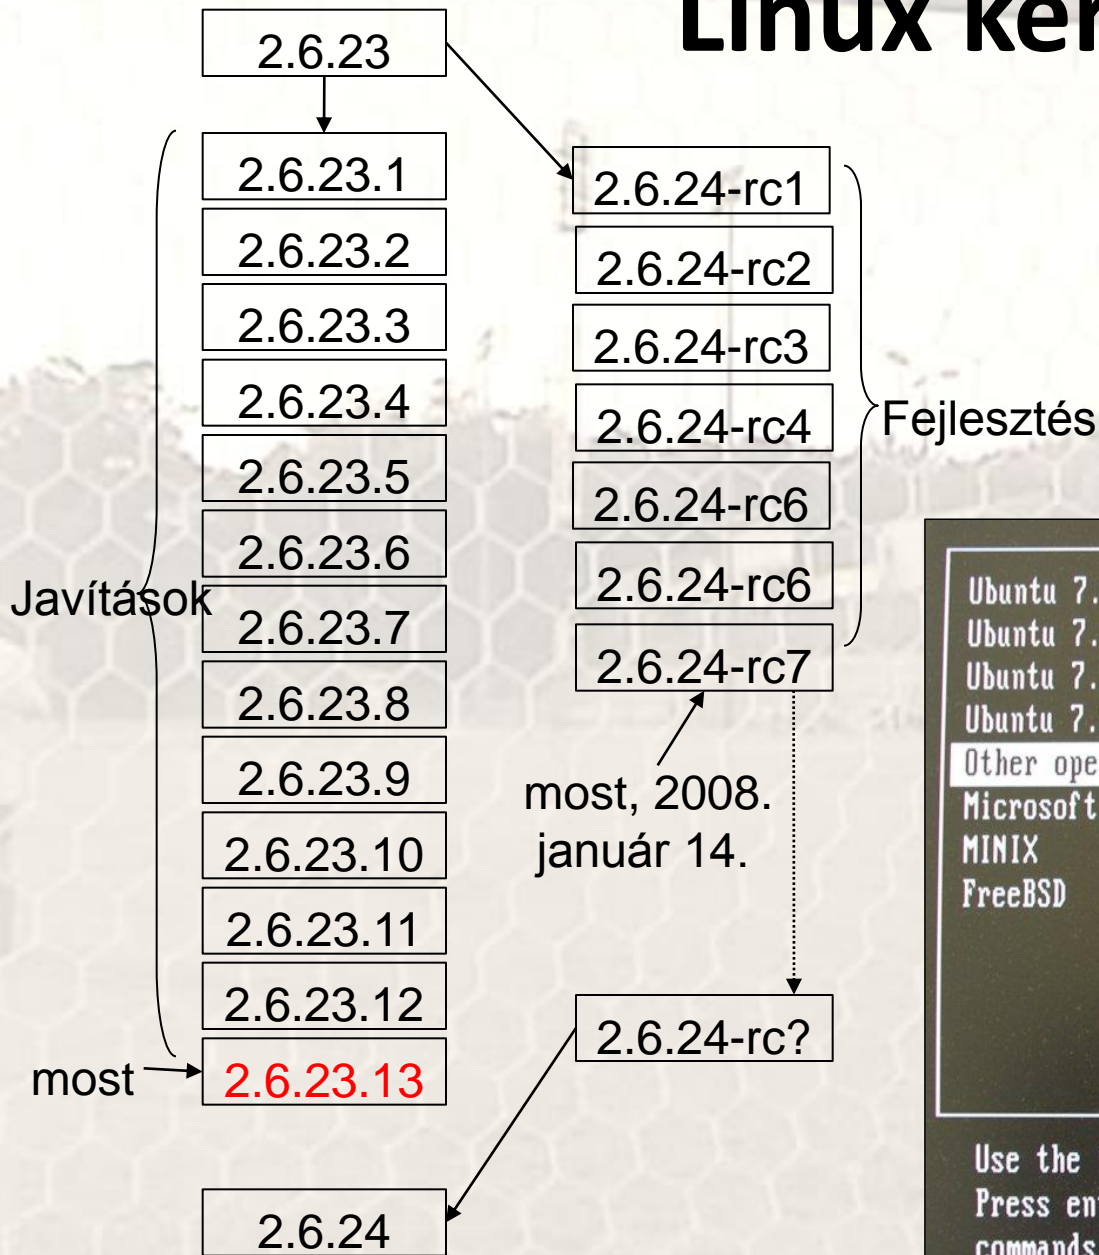 Linux
2.6.23
2.6.23.1
2.6.23.2
2.6.23.3
2.6.23.4
2.6.23.5
2.6.23.6
Javítások
2.6.23.7
2.6.23.8
2.6.23.9
2.6.23.10
2.6.23.11
2.6.23.12
most
2.6.23.13
2.6.24
2.6.24-rc1
2.6.24-rc2
2.6.24-rc3
2.6.24-rc4
2.6.24-rc6
2.6.24-rc6
2.6.24-rc7
Fejlesztés
most, 2008.
január 14.
2.6.24-rc?
Ubuntu 7.
Ubuntu 7.
Ubuntu 7.
Ubuntu 7.
Other
Microsoft
MINIX
FreeBSD
Use the
Press
commands